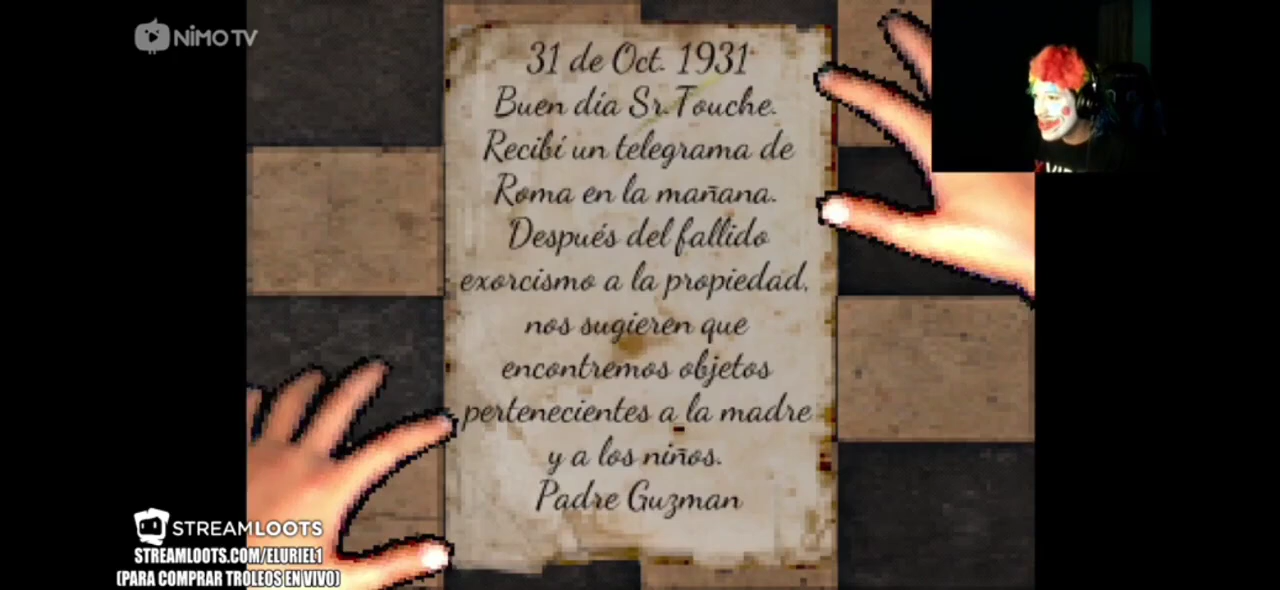 NIMO TV
31 de Oct. 1931
Buen día Sr. Touche.
Recibí un telegrama de
Roma en la mañana.
Después del fallido
exorcismo a la propiedad,
nos sugieren que
encontremos objetos
pertenecientes a la madre
y a los niños.
Padre Guzman
STREAMLOOTS
STREAMLOOTS.COM/ELURIEL1
(PARA COMPRAR TROLEOS EN VIVO)